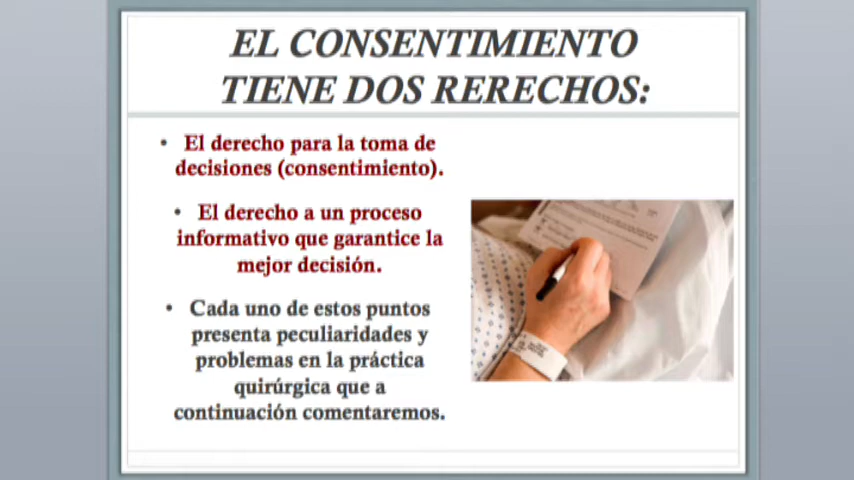 EL CONSENTIMIENTO
TIENE DOS RERECHOS:
• El derecho para la toma de
decisiones (consentimiento).
• El derecho a un proceso
informativo que garantice la
mejor decisión.
• Cada uno de estos puntos
presenta peculiaridades y
problemas en la práctica
quirúrgica que a
continuación comentaremos.